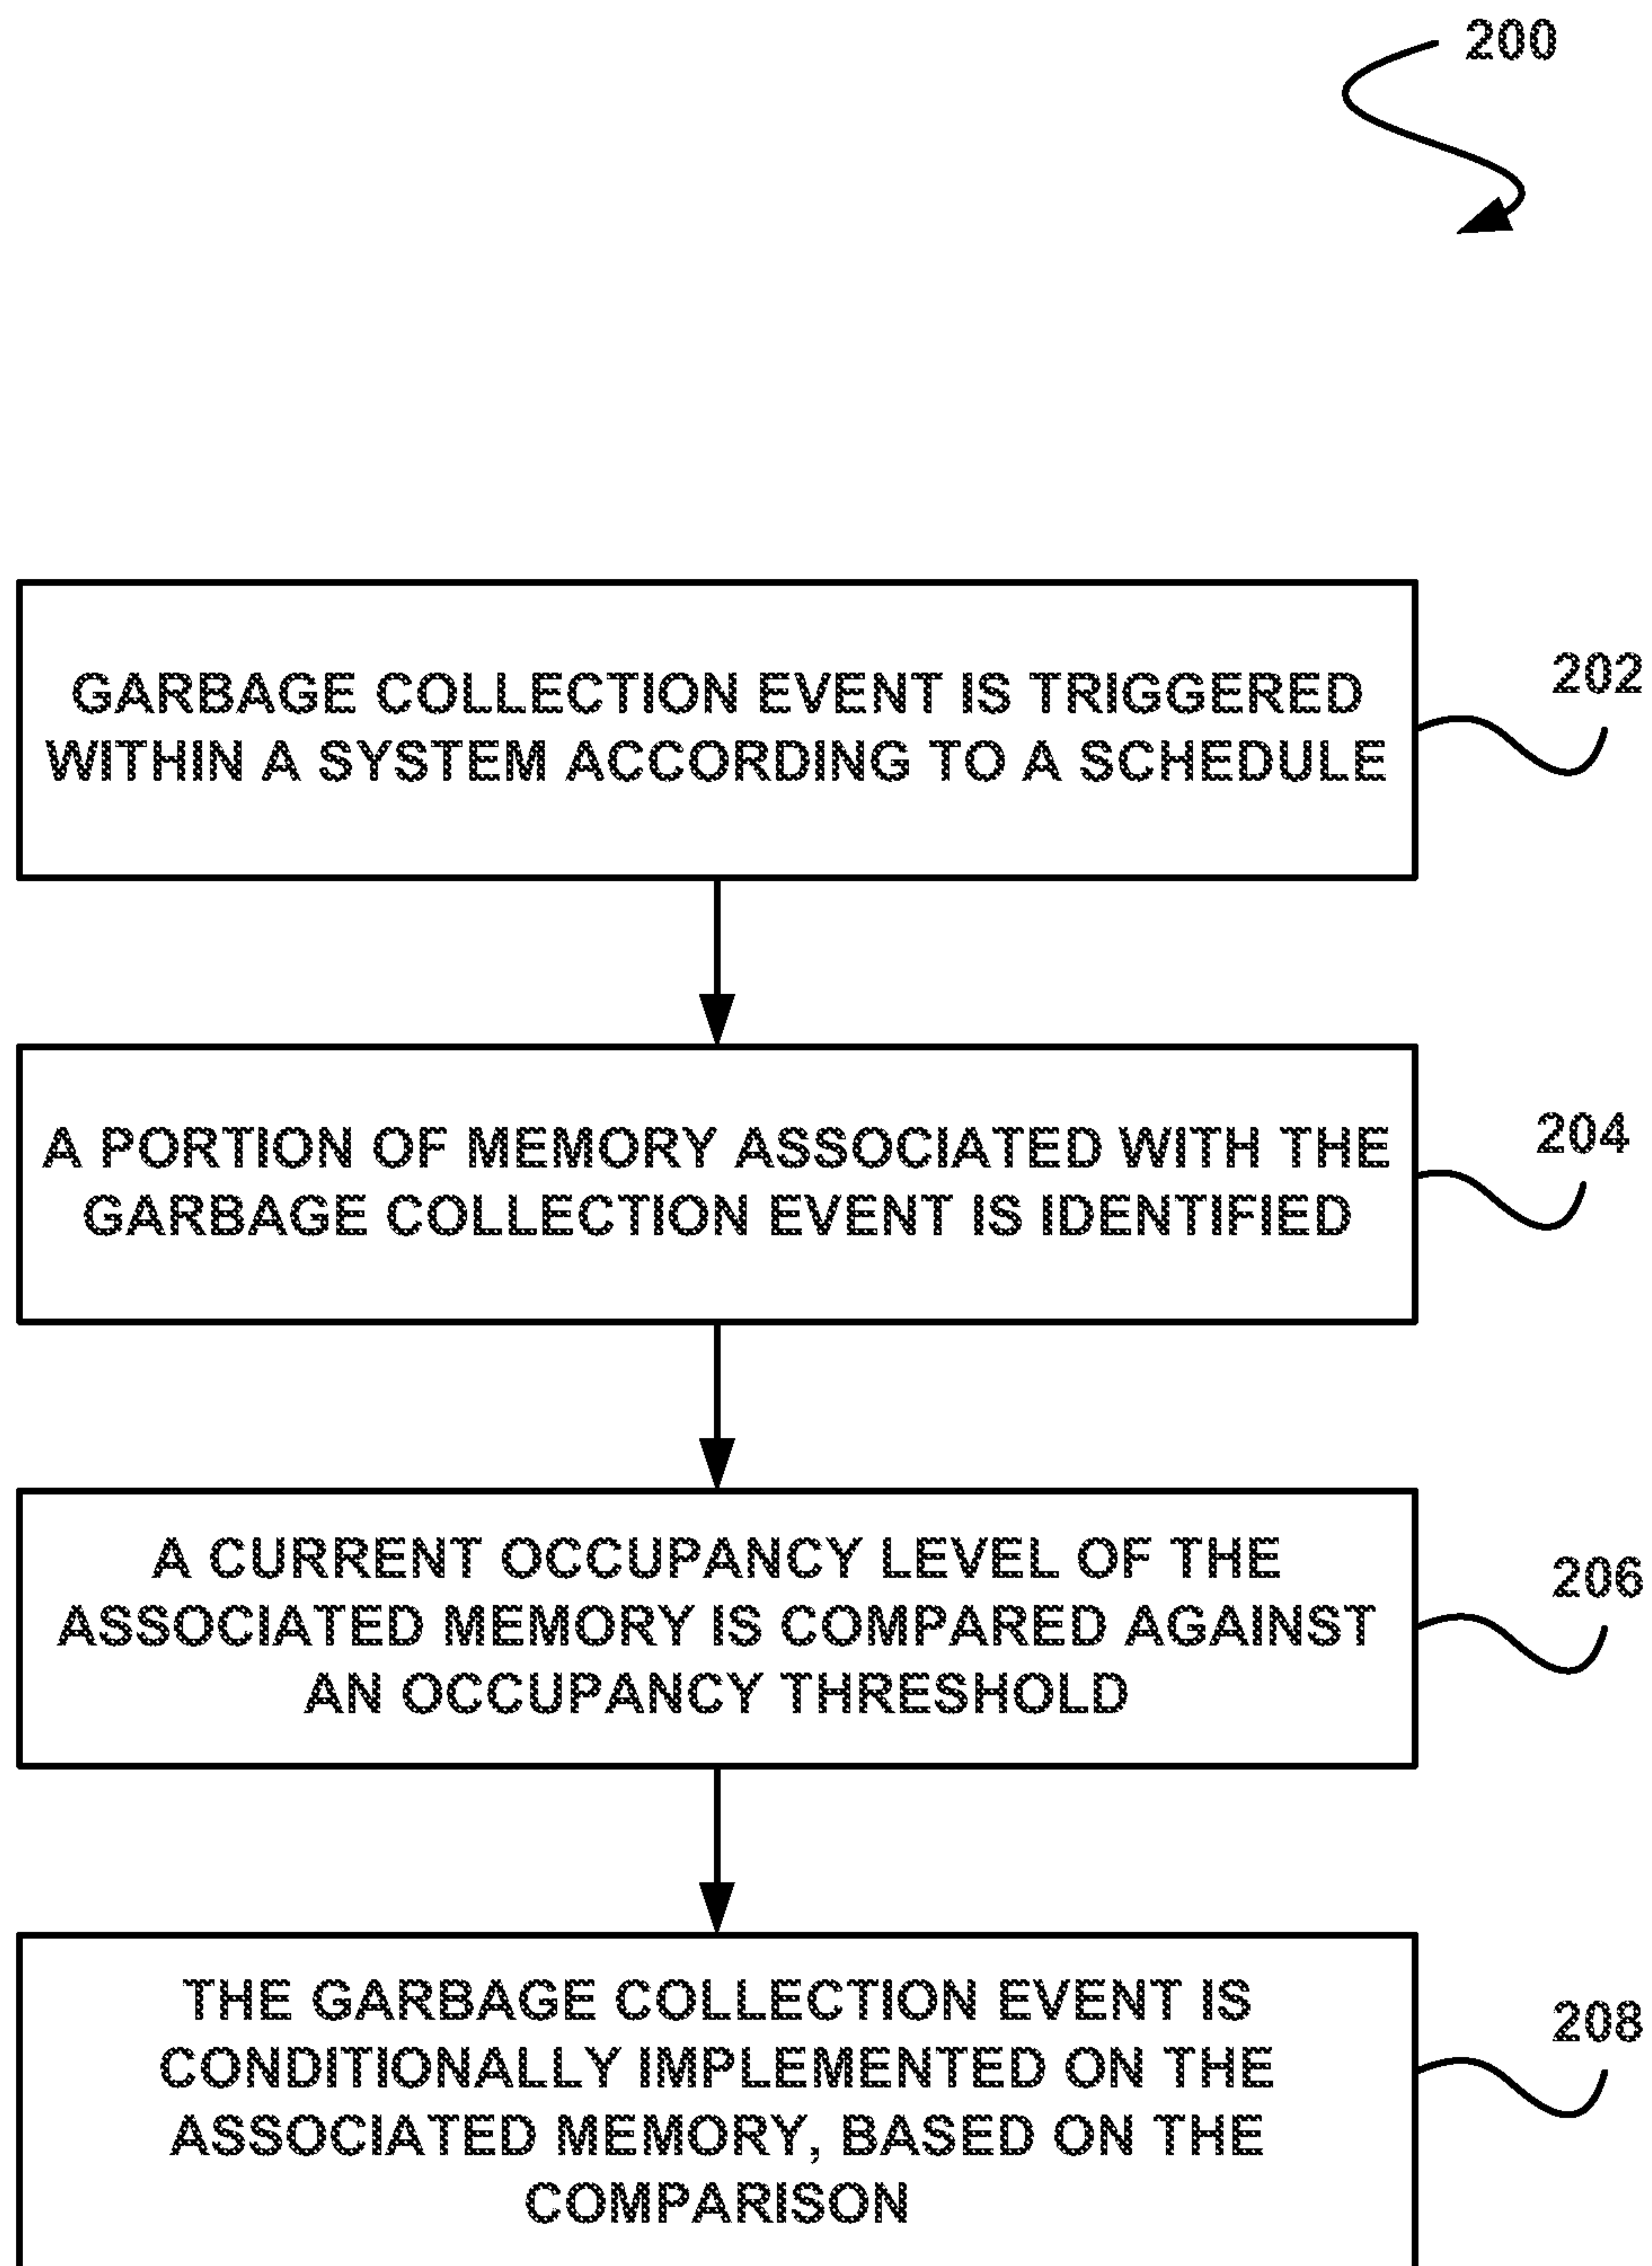 200
GARBAGE COLLECTION EVENT IS TRIGGERED
WITHIN A SYSTEM ACCORDING TO A SCHEDULE
202
A PORTION OF MEMORY ASSOCIATED WITH THE
GARBAGE COLLECTION EVENT IS IDENTIFIED
204
A CURRENT OCCUPANCY LEVEL OF THE
ASSOCIATED MEMORY IS COMPARED AGAINST
AN OCCUPANCY THRESHOLD
206
THE GARBAGE COLLECTION EVENT IS
CONDITIONALLY IMPLEMENTED ON THE
ASSOCIATED MEMORY, BASED ON THE
COMPARISON
208